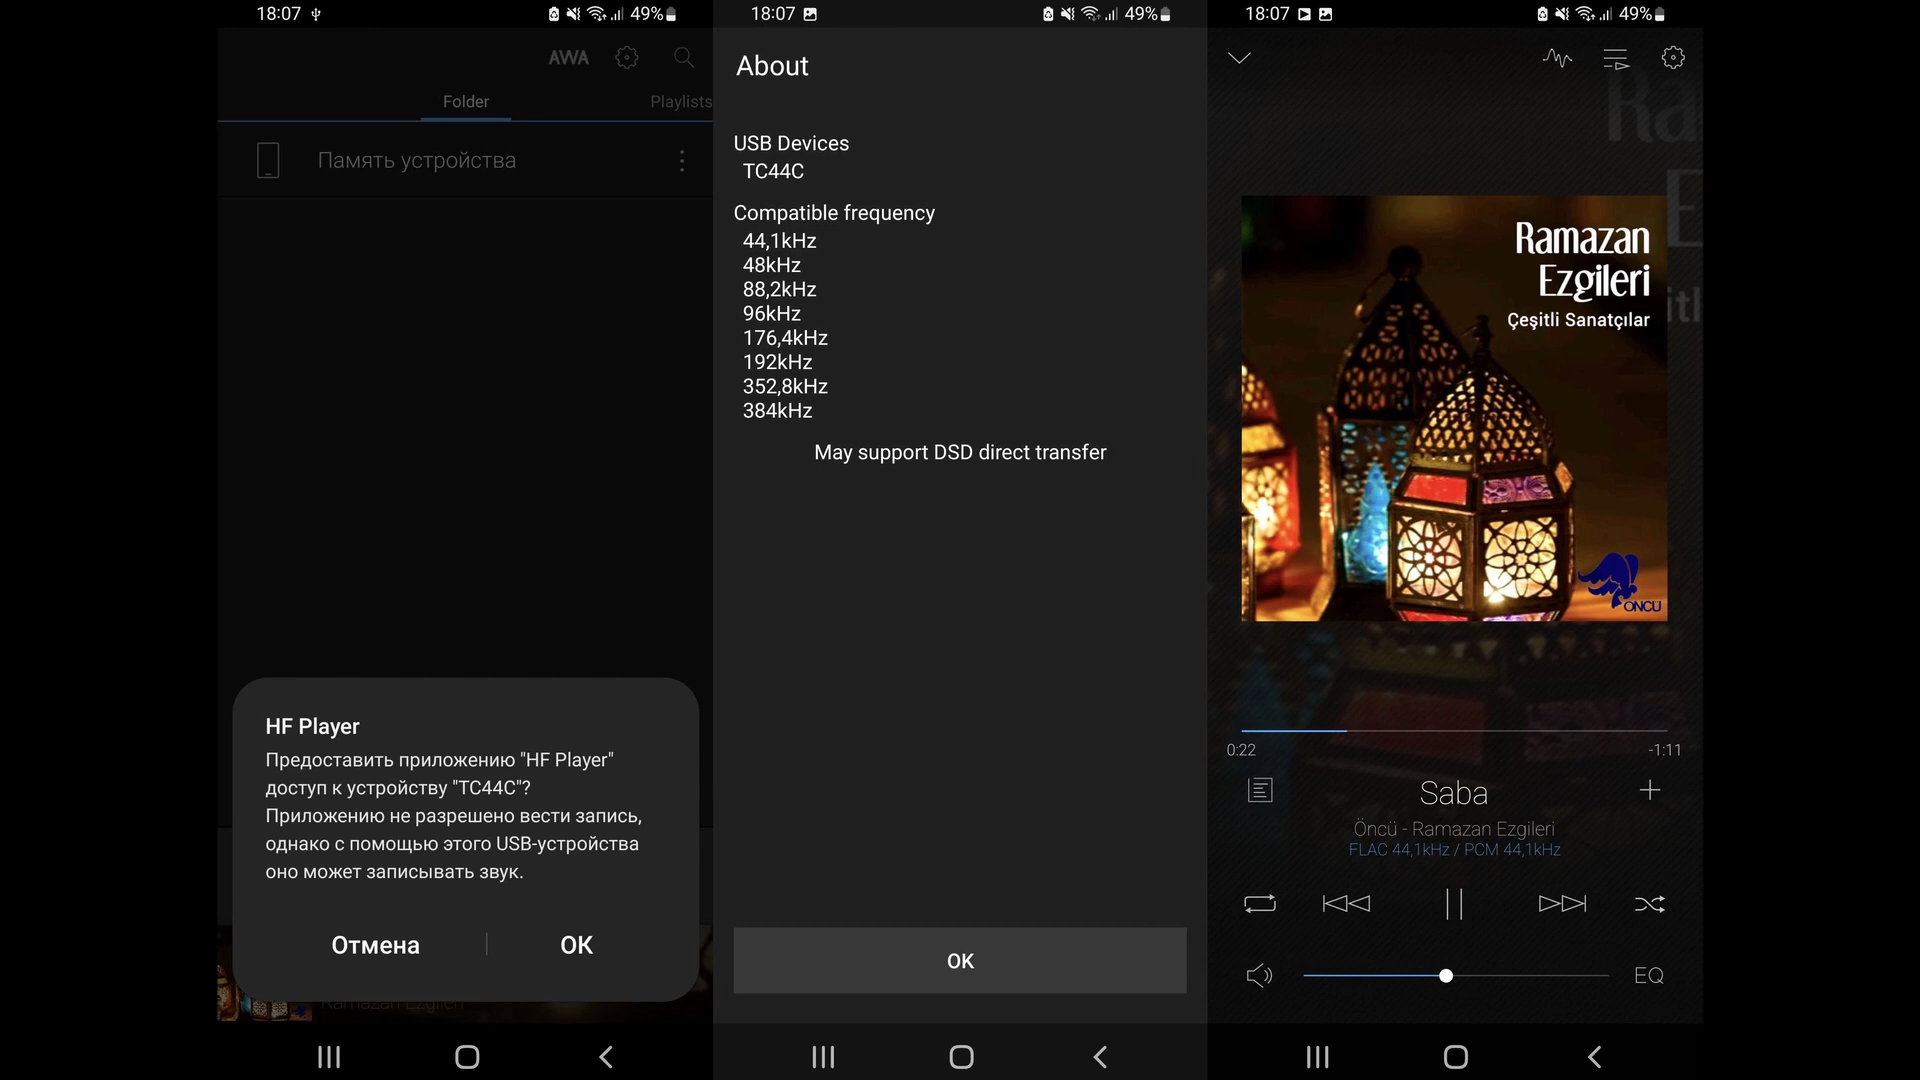 18:07
49%
AWA
Folder
Playlists
Память устройства
HF Player
Предоставить приложению "HF Player"
доступ к устройству "TC44C"?
Приложению не разрешено вести запись,
однако с помощью этого USB-устройства
оно может записывать звук.
Отмена
ОК
Ramazan Ezgileri
18:07
49%
About
USB Devices
TC44C
Compatible frequency
44,1kHz
48kHz
88,2kHz
96kHz
176,4kHz
192kHz
352,8kHz
384kHz
May support DSD direct transfer
OK
18:07
49%
Ramazan
Ezgileri
Çeşitli Sanatçılar
ÖNCÜ
0:22
-1:11
Saba
Öncü - Ramazan Ezgileri
FLAC 44,1kHz / PCM 44,1kHz
EQ